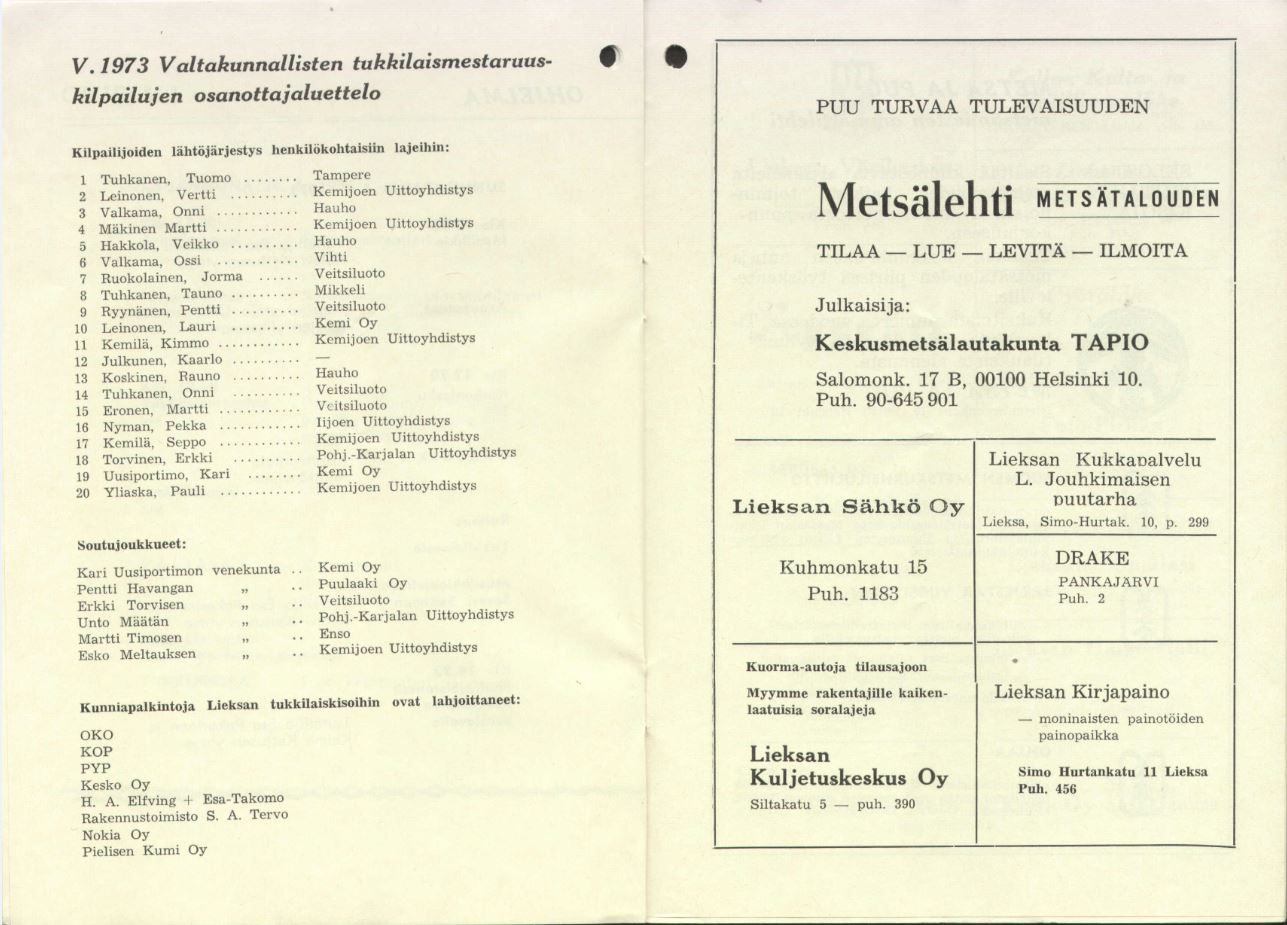 V.1973 Valtakunnallisten tukkilaismestaruus-
kilpailujen osanottajaluettelo
Kilpailijoiden lähtöjärjestys henkilökohtaisiin lajeihin:
1 Tuhkanen, Tuomo ........ Tampere
2 Leinonen, Vertti .......... Kemijoen Uittoyhdistys
3 Valkama, Onni ............ Hauho
4 Mäkinen Martti ............ Kemijoen Uittoyhdistys
5 Hakkola, Veikko .......... Hauho
6 Valkama, Ossi ............ Vihti
7 Ruokolainen, Jorma ...... Veitsiluoto
8 Tuhkanen, Tauno .......... Mikkeli
9 Ryynänen, Pentti .......... Veitsiluoto
10 Leinonen, Lauri .......... Kemi Oy
11 Kemilä, Kimmo .......... Kemijoen Uittoyhdistys
12 Julkunen, Kaarlo .......... —
13 Koskinen, Rauno .......... Hauho
14 Tuhkanen, Onni .......... Veitsiluoto
15 Eronen, Martti ............ Veitsiluoto
16 Nyman, Pekka ............ Iijoen Uittoyhdistys
17 Kemilä, Seppo ............ Kemijoen Uittoyhdistys
18 Torvinen, Erkki .......... Pohj.-Karjalan Uittoyhdistys
19 Uusiportimo, Kari ........ Kemi Oy
20 Yliaska, Pauli ............ Kemijoen Uittoyhdistys
Soutujoukkueet:
Kari Uusiportimon venekunta .. Kemi Oy
Pentti Havangan „ .. Puulaaki Oy
Erkki Torvisen „ .. Veitsiluoto
Unto Määtän „ .. Pohj.-Karjalan Uittoyhdistys
Martti Timosen „ .. Enso
Esko Meltauksen „ .. Kemijoen Uittoyhdistys
Kunniapalkintoja Lieksan tukkilaiskisoihin ovat lahjoittaneet:
OKO
KOP
PYP
Kesko Oy
H. A. Elfving + Esa-Takomo
Rakennustoimisto S. A. Tervo
Nokia Oy
Pielisen Kumi Oy
PUU TURVAA TULEVAISUUDEN
Metsälehti METSÄTALOUDEN
TILAA — LUE — LEVITÄ — ILMOITA
Julkaisija:
Keskusmetsälautakunta TAPIO
Salomonk. 17 B, 00100 Helsinki 10.
Puh. 90-645 901
Lieksan Sähkö Oy
Kuhmonkatu 15
Puh. 1183
Lieksan Kukkapalvelu
L. Jouhkimaisen
puutarha
Lieksa, Simo-Hurtak. 10, p. 299
DRAKE
PANKAJÄRVI
Puh. 2
Kuorma-autoja tilausajoon
Myymme rakentajille kaiken-
laatuisia soralajeja
Lieksan
Kuljetuskeskus Oy
Siltakatu 5 — puh. 390
Lieksan Kirjapaino
— moninaisten painotöiden
painopaikka
Simo Hurtankatu 11 Lieksa
Puh. 456